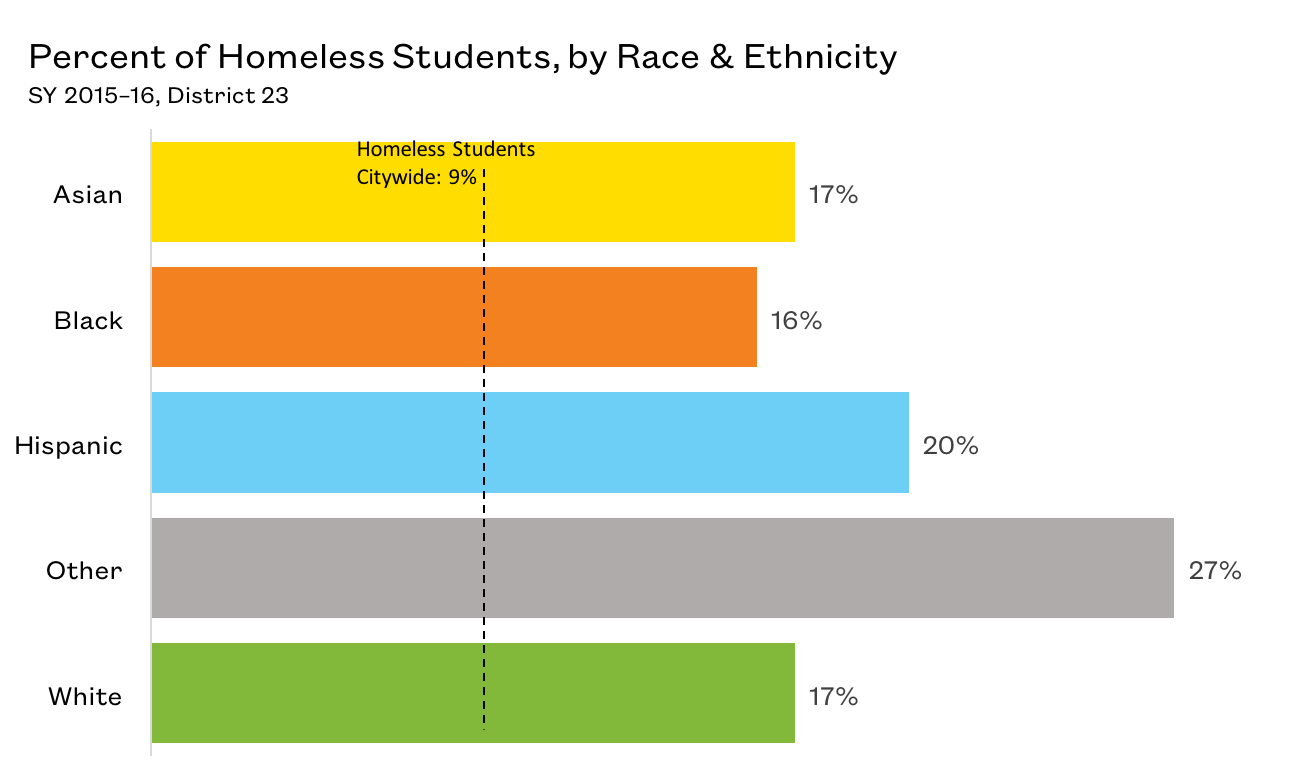 Percent of Homeless Students, by Race & Ethnicity
SY 2015–16, District 23
Homeless Students
Citywide: 9%
Asian
17%
Black
16%
Hispanic
20%
Other
27%
White
17%